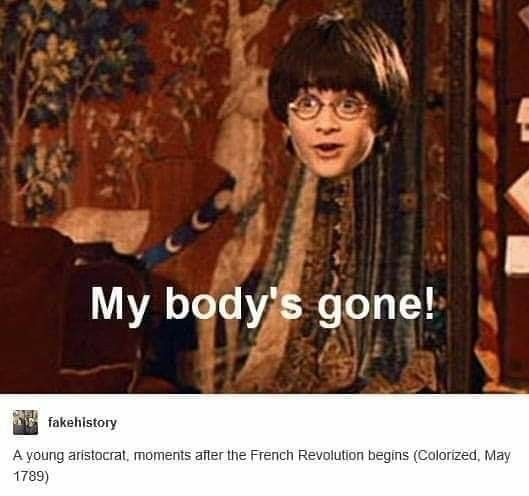 My body's gone!
fakehistory
A young aristocrat, moments after the French Revolution begins (Colorized, May
1789)